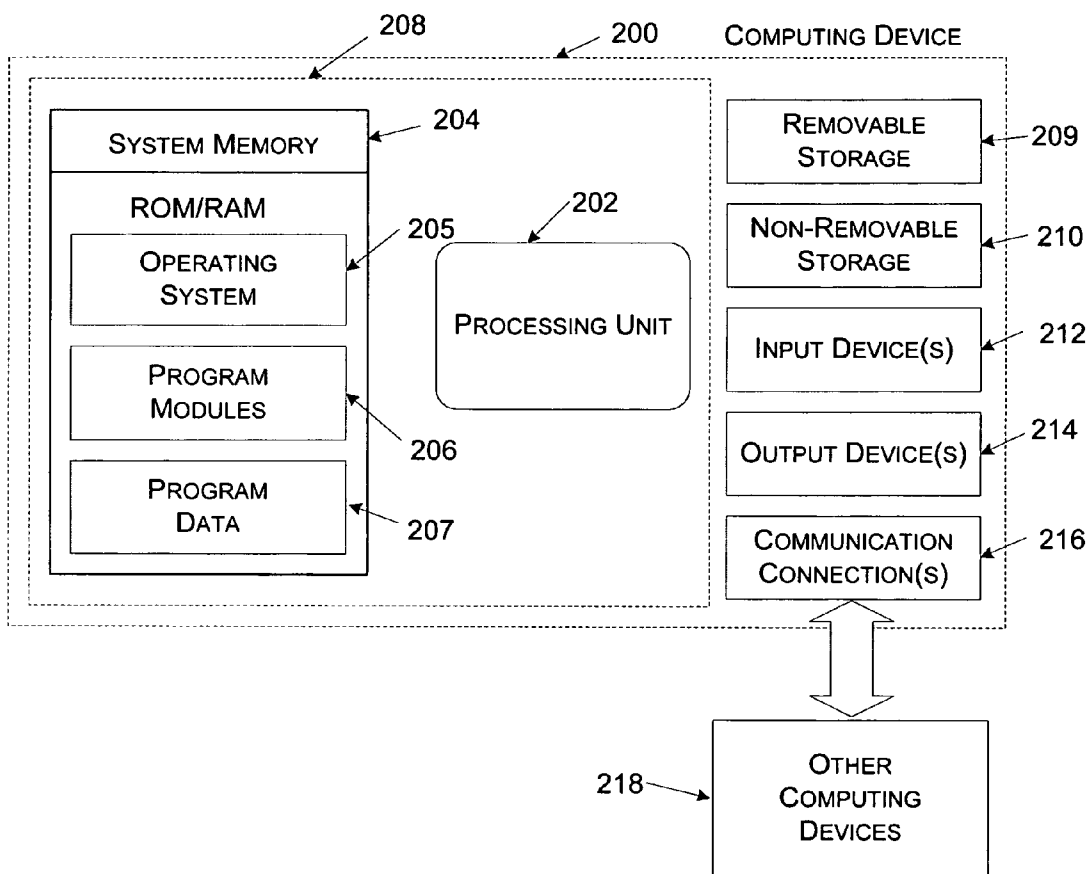 208
200
COMPUTING DEVICE
SYSTEM MEMORY
204
ROM/RAM
205
OPERATING
SYSTEM
PROGRAM
MODULES
206
PROGRAM
DATA
207
202
PROCESSING UNIT
REMOVABLE
STORAGE
209
NON-REMOVABLE
STORAGE
210
INPUT DEVICE(S)
212
OUTPUT DEVICE(S)
214
COMMUNICATION
CONNECTION(S)
216
218
OTHER
COMPUTING
DEVICES